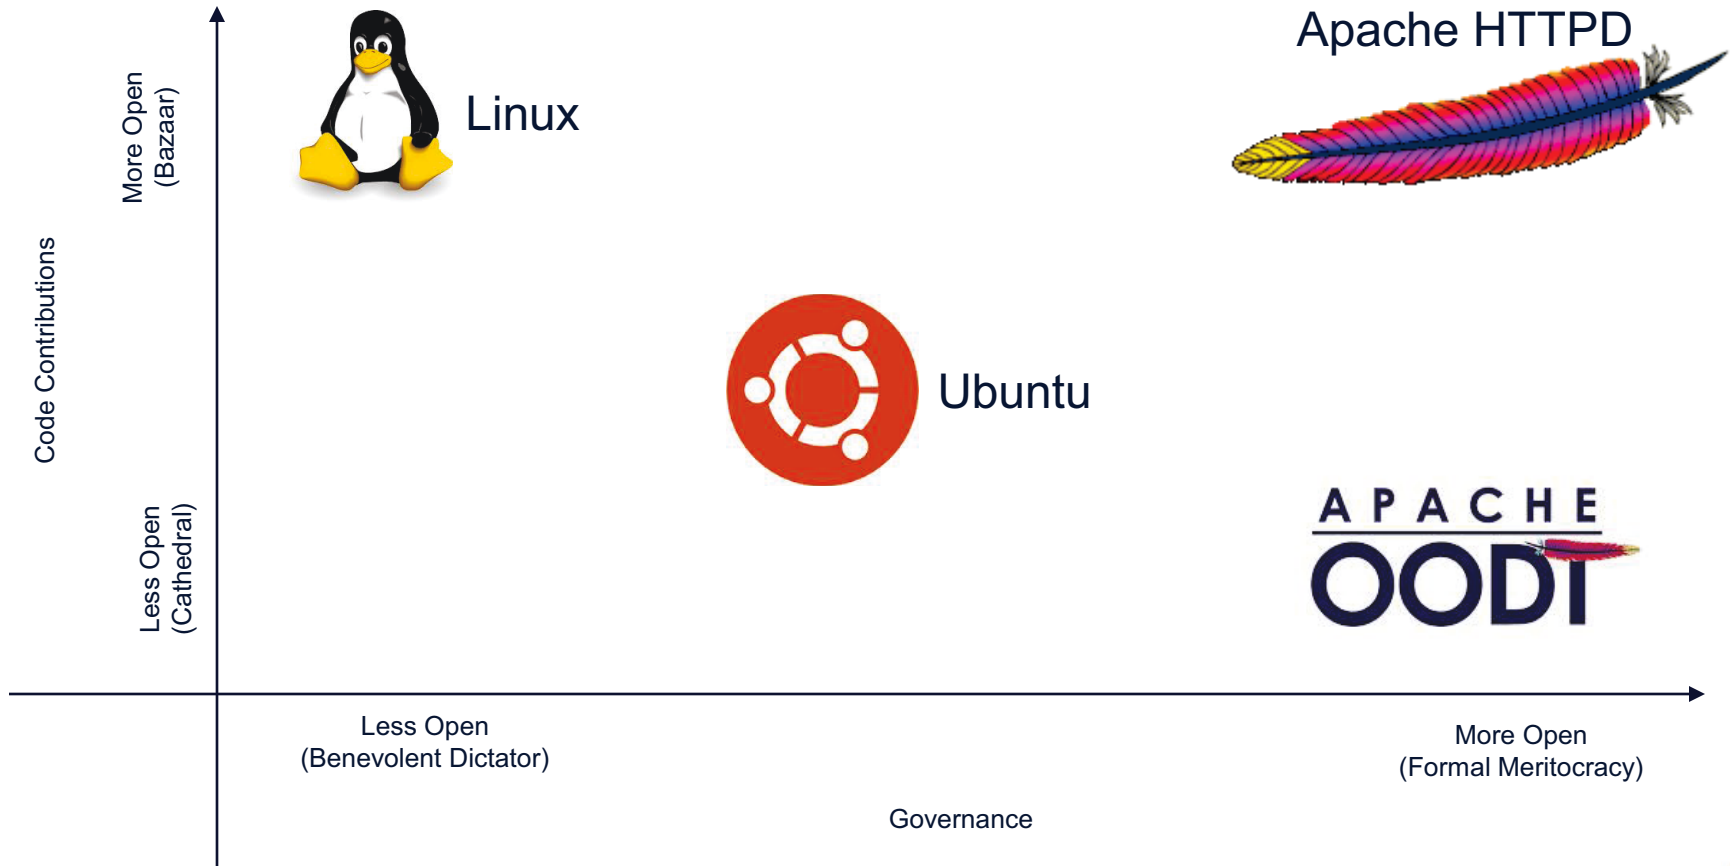 Apache HTTPD
Linux
More Open
(Bazaar)
Code Contributions
Ubuntu
Less Open
(Cathedral)
APACHE
OODT
Less Open
(Benevolent Dictator)
More Open
(Formal Meritocracy)
Governance